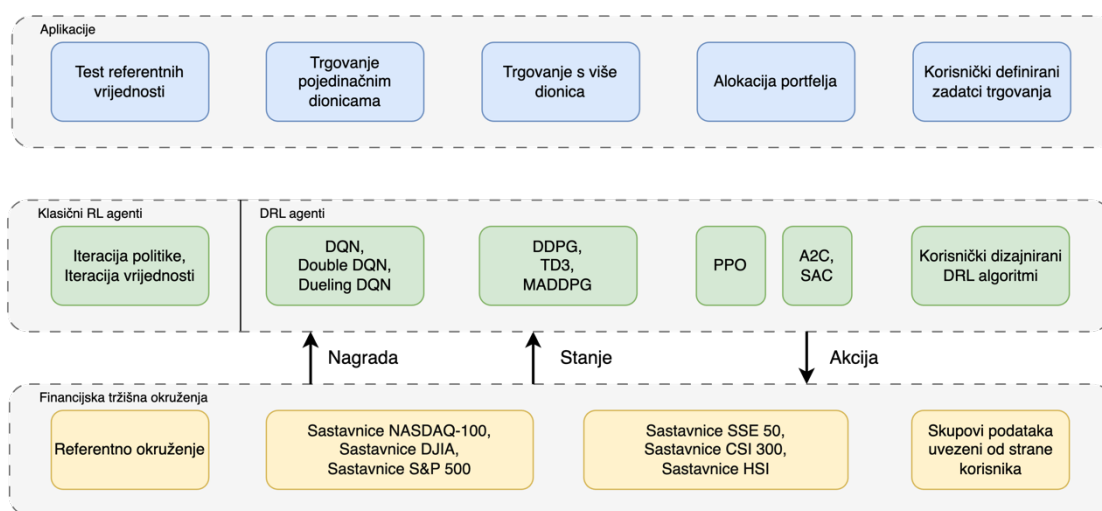 Aplikacije
Test referentnih
vrijednosti
Trgovanje
pojedinačnim
dionicama
Trgovanje s više
dionica
Alokacija portfelja
Korisnički definirani
zadatci trgovanja
Klasični RL agenti
DRL agenti
Iteracija politike,
Iteracija vrijednosti
DQN,
Double DQN,
Dueling DQN
DDPG,
TD3,
MADDPG
PPO
A2C,
SAC
Korisnički dizajnirani
DRL algoritmi
Nagrada
Stanje
Akcija
Financijska tržišna okruženja
Referentno okruženje
Sastavnice NASDAQ-100,
Sastavnice DJIA,
Sastavnice S&P 500
Sastavnice SSE 50,
Sastavnice CSI 300,
Sastavnice HSI
Skupovi podataka
uvezeni od strane
korisnika